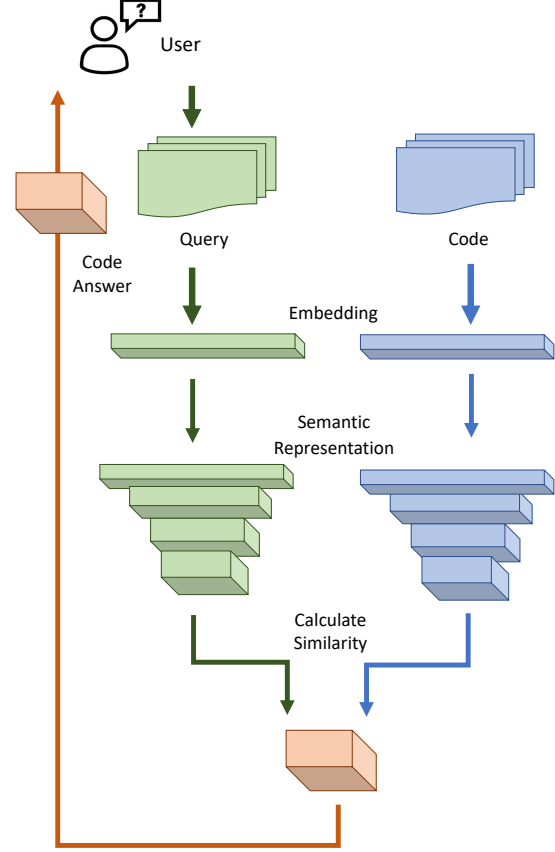 ?
User
Query
Code
Code
Answer
Embedding
Semantic
Representation
Calculate
Similarity